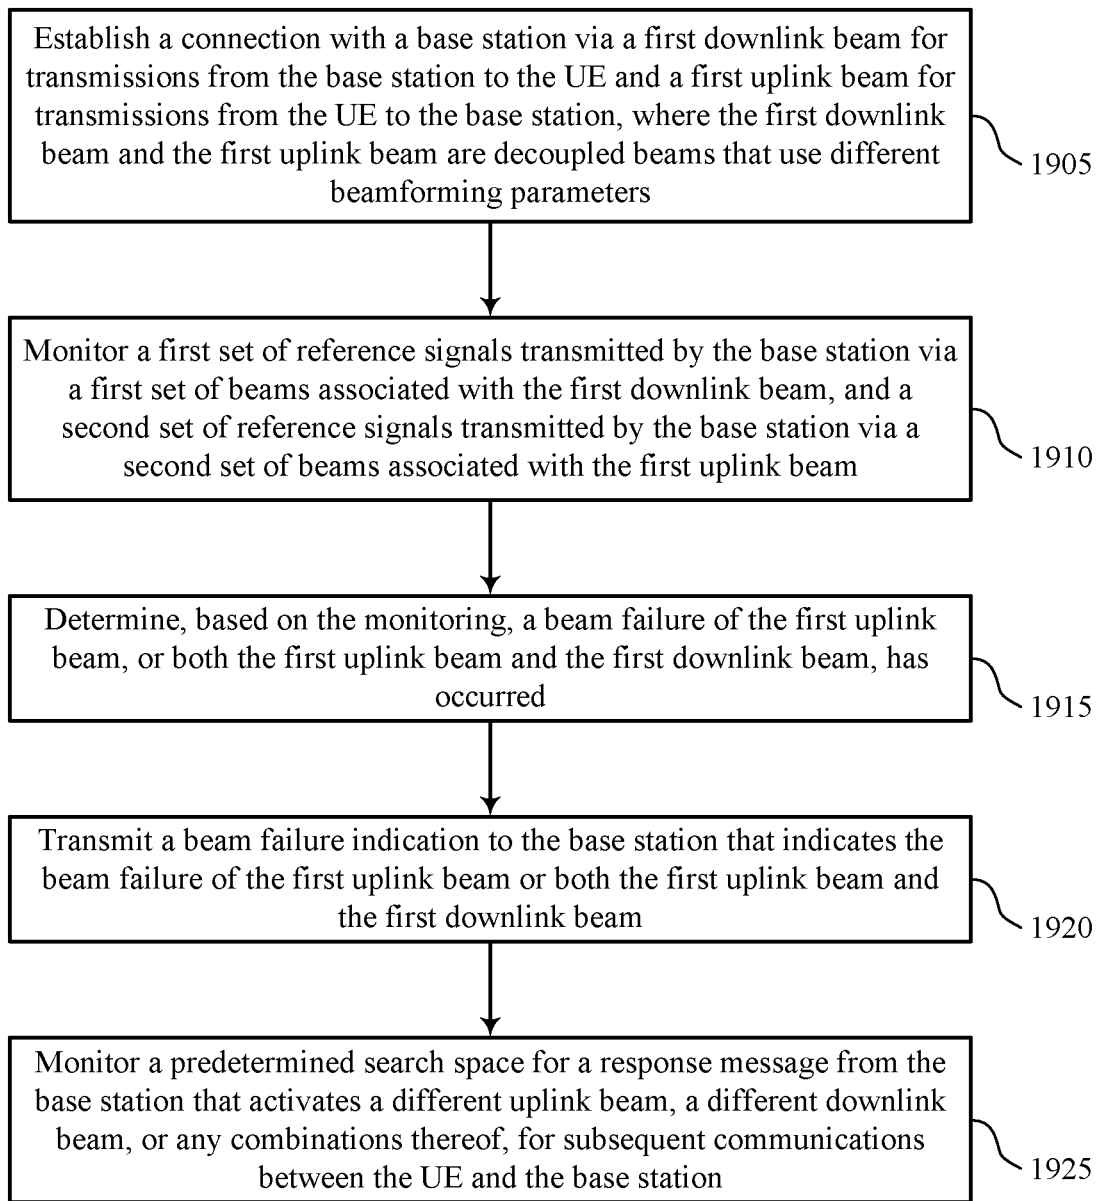 Establish a connection with a base station via a first downlink beam for
transmissions from the base station to the UE and a first uplink beam for
transmissions from the UE to the base station, where the first downlink
beam and the first uplink beam are decoupled beams that use different
beamforming parameters
1905
Monitor a first set of reference signals transmitted by the base station via
a first set of beams associated with the first downlink beam, and a
second set of reference signals transmitted by the base station via a
second set of beams associated with the first uplink beam
1910
Determine, based on the monitoring, a beam failure of the first uplink
beam, or both the first uplink beam and the first downlink beam, has
occurred
1915
Transmit a beam failure indication to the base station that indicates the
beam failure of the first uplink beam or both the first uplink beam and
the first downlink beam
1920
Monitor a predetermined search space for a response message from the
base station that activates a different uplink beam, a different downlink
beam, or any combinations thereof, for subsequent communications
between the UE and the base station
1925